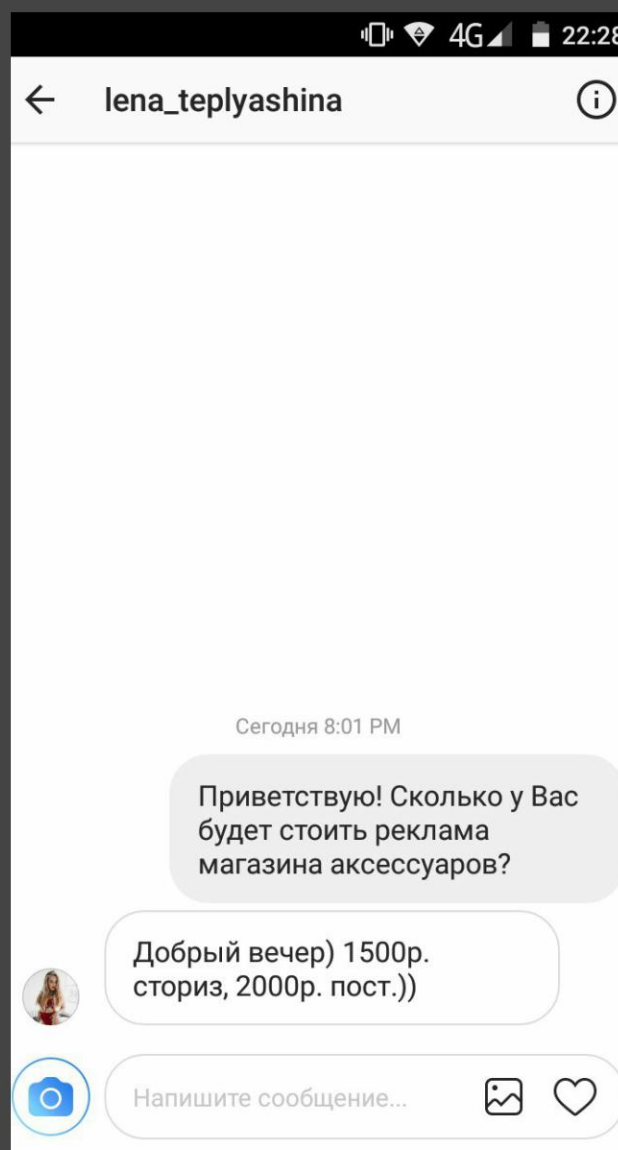 4G 22:28
lena_teplyashina
Сегодня 8:01 PM
Приветствую! Сколько у Вас
будет стоить реклама
магазина аксессуаров?
Добрый вечер) 1500р.
сториз, 2000р. пост.))
Напишите сообщение...